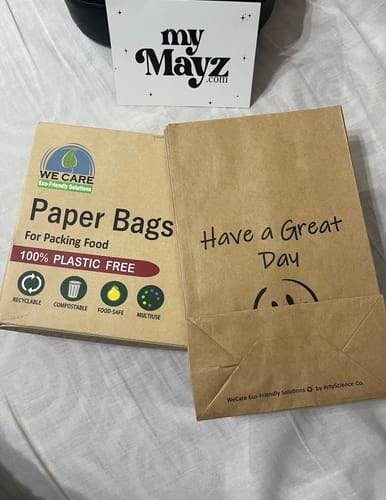 my
Mayz
.com
WE CARE
Eco-Friendly Solutions
Paper Bags
For Packing Food
100% PLASTIC FREE
RECYCLABLE
COMPOSTABLE
FOOD-SAFE
MULTIUSE
Have a Great
Day
WeCare Eco-Friendly Solutions by ArtyScience Co.